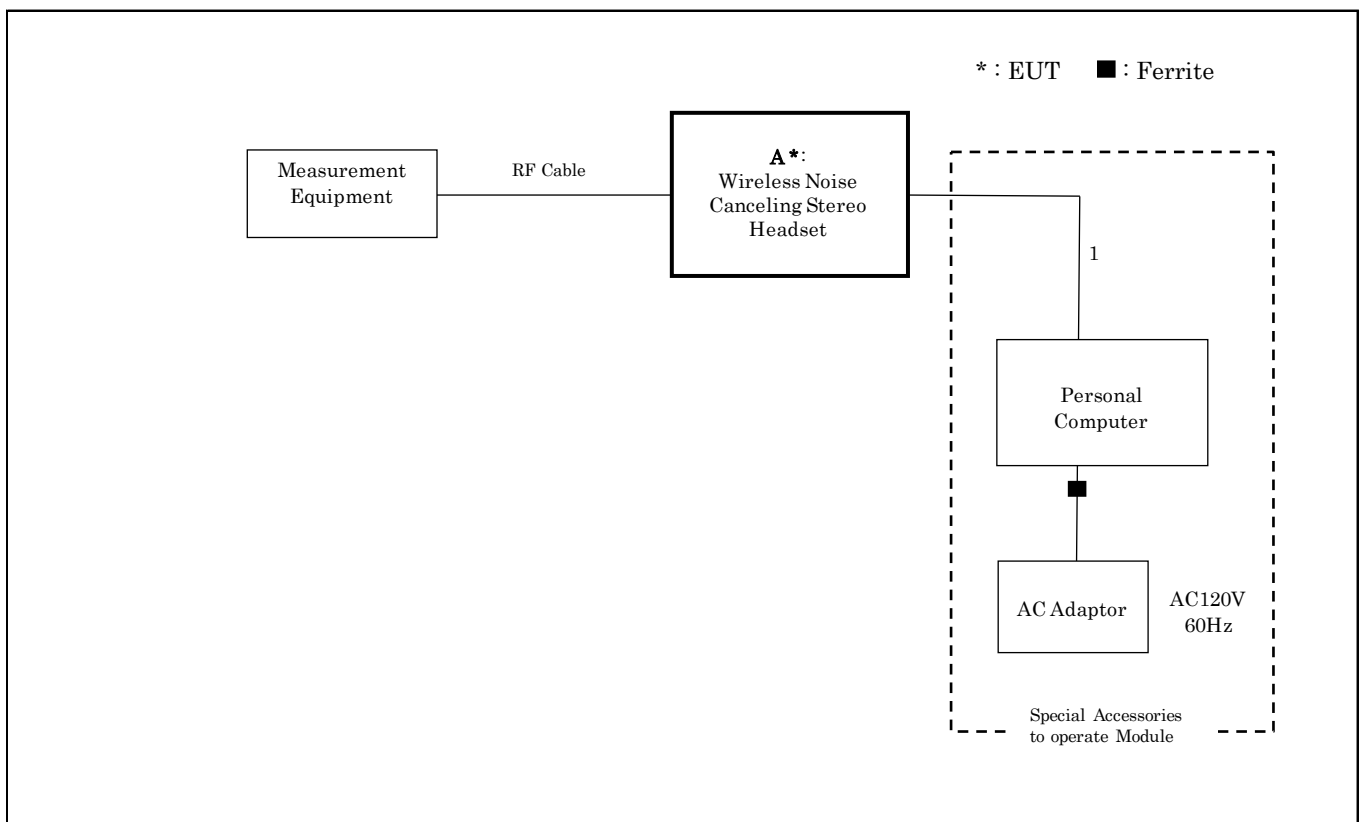 *：EUT ■：Ferrite
A*:
Wireless Noise
Canceling Stereo
Headset
Measurement
Equipment
RF Cable
1
Personal
Computer
AC Adaptor
AC120V
60Hz
Special Accessories
to operate Module